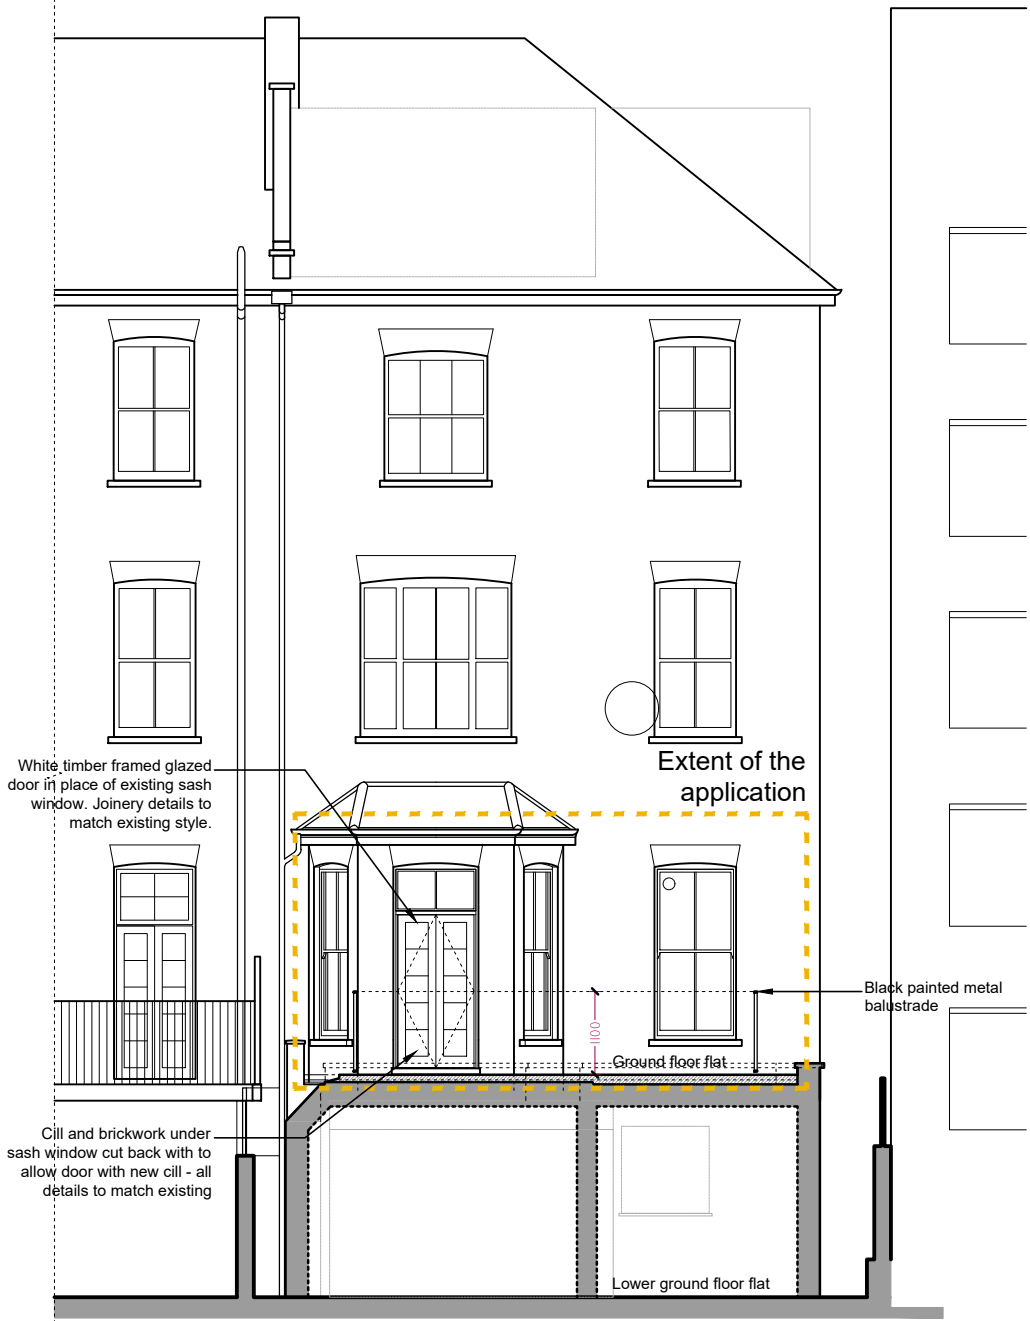 Extent of the
application
White timber framed glazed
door in place of existing sash
window. Joinery details to
match existing style.
Black painted metal
balustrade
1100
Ground floor flat
Cill and brickwork under
sash window cut back with to
allow door with new cill - all
details to match existing
Lower ground floor flat